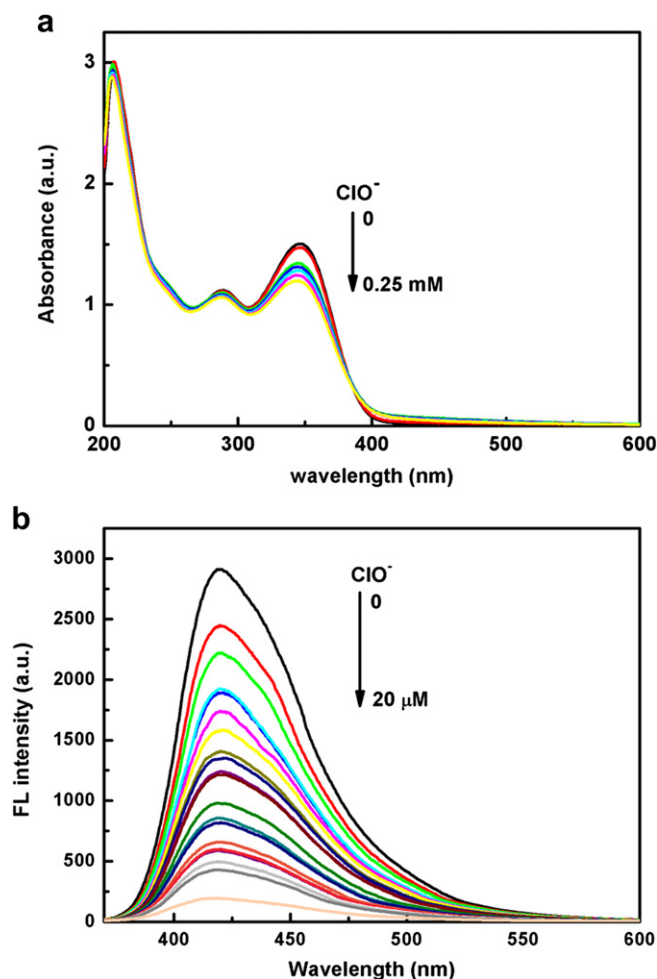 a
Absorbance (a.u.)
3
2
1
0
ClO-
0
0.25 mM
200
300
400
500
600
wavelength (nm)
b
FL intensity (a.u.)
3000
2500
2000
1500
1000
500
0
ClO-
0
20 μM
400
450
500
550
600
Wavelength (nm)